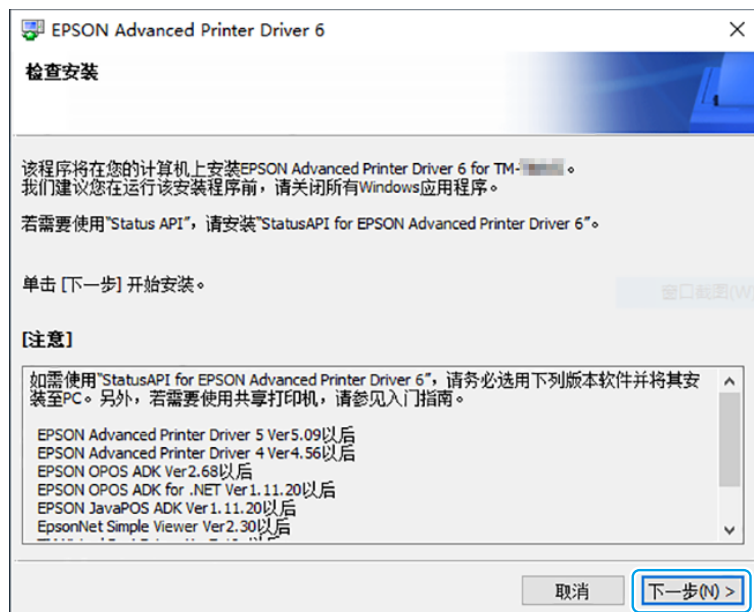 EPSON Advanced Printer Driver 6
检查安装
该程序将在您的计算机上安装EPSON Advanced Printer Driver 6 for TM- 。
我们建议您在运行该安装程序前，请关闭所有Windows应用程序。
若需要使用"Status API"，请安装"StatusAPI for EPSON Advanced Printer Driver 6"。
单击 [下一步] 开始安装。
窗口截图(W
[注意]
如需使用"StatusAPI for EPSON Advanced Printer Driver 6"，请务必选用下列版本软件并将其安
装至PC。另外，若需要使用共享打印机，请参见入门指南。
EPSON Advanced Printer Driver 5 Ver5.09以后
EPSON Advanced Printer Driver 4 Ver4.56以后
EPSON OPOS ADK Ver2.68以后
EPSON OPOS ADK for .NET Ver1.11.20以后
EPSON JavaPOS ADK Ver1.11.20以后
EpsonNet Simple Viewer Ver2.30以后
取消
下一步(N) >